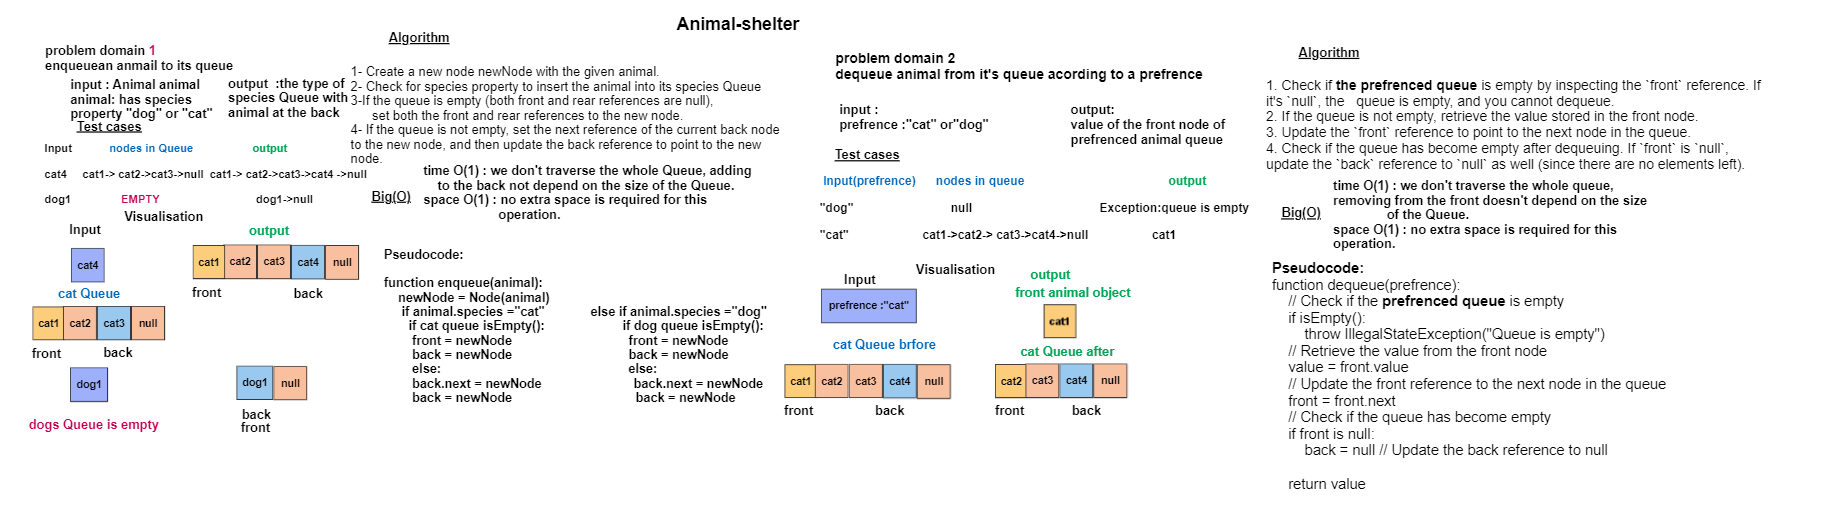 Animal-shelter
problem domain 1
enqueuean anmail to its queue
input : Animal animal
animal: has species
property "dog" or "cat"
output  :the type of
species Queue with
animal at the back
Test cases
Input nodes in Queue output
cat4 cat1-> cat2->cat3->null cat1-> cat2->cat3->cat4 ->null
dog1 EMPTY dog1->null
Visualisation
Input
output
cat4
cat1 cat2 cat3 cat4 null
front back
cat Queue
cat1 cat2 cat3 null
front back
dog1
dog1 null
back
front
dogs Queue is empty
Algorithm
1- Create a new node newNode with the given animal.
2- Check for species property to insert the animal into its species Queue
3-If the queue is empty (both front and rear references are null),
set both the front and rear references to the new node.
4- If the queue is not empty, set the next reference of the current back node
to the new node, and then update the back reference to point to the new
node.
Big(O)
time O(1) : we don't traverse the whole Queue, adding
to the back not depend on the size of the Queue.
space O(1) : no extra space is required for this
operation.
Pseudocode:
function enqueue(animal):
newNode = Node(animal)
if animal.species ="cat"
if cat queue isEmpty():
front = newNode
back = newNode
else:
back.next = newNode
back = newNode
else if animal.species ="dog"
if dog queue isEmpty():
front = newNode
back = newNode
else:
back.next = newNode
back = newNode
problem domain 2
dequeue animal from it's queue acording to a prefrence
input :
prefrence :"cat" or"dog"
output:
value of the front node of
prefrenced animal queue
Test cases
Input(prefrence) nodes in queue output
"dog" null Exception:queue is empty
"cat" cat1->cat2-> cat3->cat4->null cat1
Visualisation
Input
prefrence :"cat"
output
front animal object
cat1
cat Queue brfore
cat1 cat2 cat3 cat4 null
front back
cat Queue after
cat2 cat3 cat4 null
front back
Algorithm
1. Check if the prefrenced queue is empty by inspecting the `front` reference. If
it's `null`, the   queue is empty, and you cannot dequeue.
2. If the queue is not empty, retrieve the value stored in the front node.
3. Update the `front` reference to point to the next node in the queue.
4. Check if the queue has become empty after dequeuing. If `front` is `null`,
update the `back` reference to `null` as well (since there are no elements left).
Big(O)
time O(1) : we don't traverse the whole queue,
removing from the front doesn't depend on the size
of the Queue.
space O(1) : no extra space is required for this
operation.
Pseudocode:
function dequeue(prefrence):
// Check if the prefrenced queue is empty
if isEmpty():
throw IllegalStateException("Queue is empty")
// Retrieve the value from the front node
value = front.value
// Update the front reference to the next node in the queue
front = front.next
// Check if the queue has become empty
if front is null:
back = null // Update the back reference to null
return value